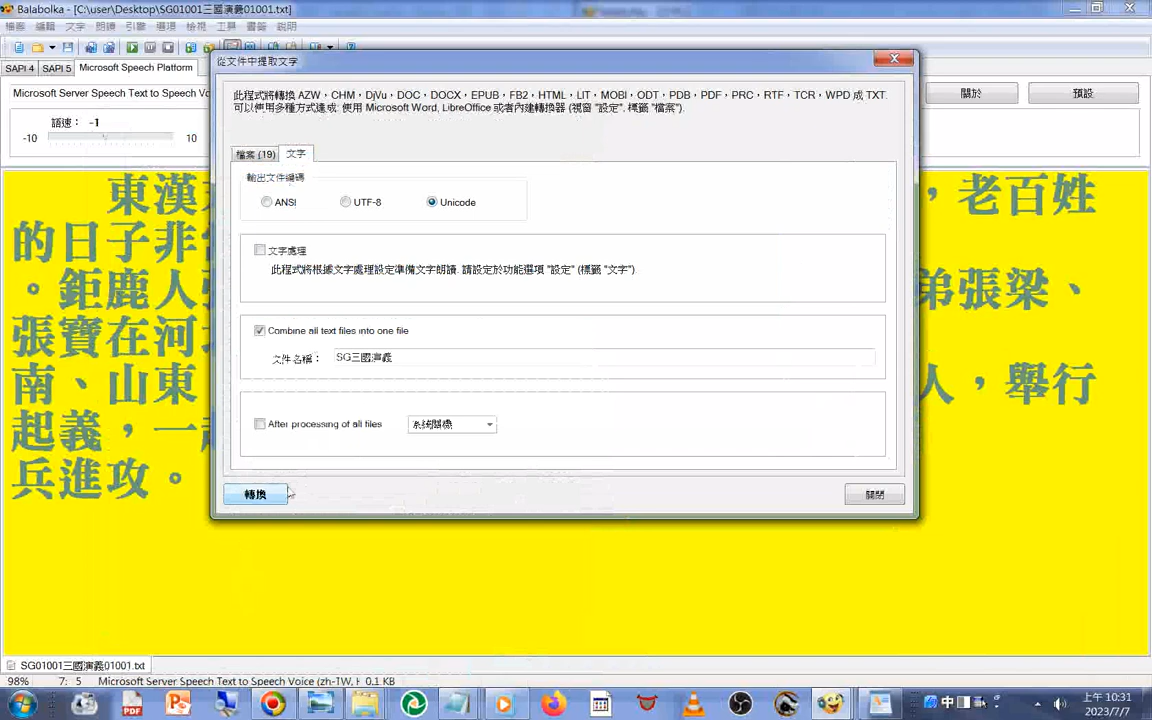 Balabolka - [C:\user\Desktop\SG01001三國演義01001.txt]
檔案 編輯 文字 朗讀 引擎 選項 檢視 工具 書簽 說明
SAPI 4 SAPI 5 Microsoft Speech Platform
Microsoft Server Speech Text to Speech Vo
關於 預設
語速： -1
-10 10
從文件中提取文字
此程式將轉換 AZW，CHM，DjVu，DOC，DOCX，EPUB，FB2，HTML，LIT，MOBI，ODT，PDB，PDF，PRC，RTF，TCR，WPD 成 TXT.
可以使用多種方式達成: 使用 Microsoft Word, LibreOffice 或者內建轉換器 (視窗 "設定", 標籤 "檔案").
檔案 (19) 文字
輸出文件編碼
ANSI UTF-8 Unicode
文字處理
此程式將根據文字處理設定準備文字朗讀. 請設定於功能選項 "設定" (標籤 "文字")
Combine all text files into one file
文件名稱： SG三國演義
After processing of all files 系統關機
轉換 關閉
東漢 ，老百姓
的日子非
。鉅鹿人 弟張梁、
張寶在河
南、山東 人，舉行
起義，一
兵進攻。
SG01001三國演義01001.txt
98% 7: 5 Microsoft Server Speech Text to Speech Voice (zh-TW, H 0.1 KB
中
上午 10:31
2023/7/7